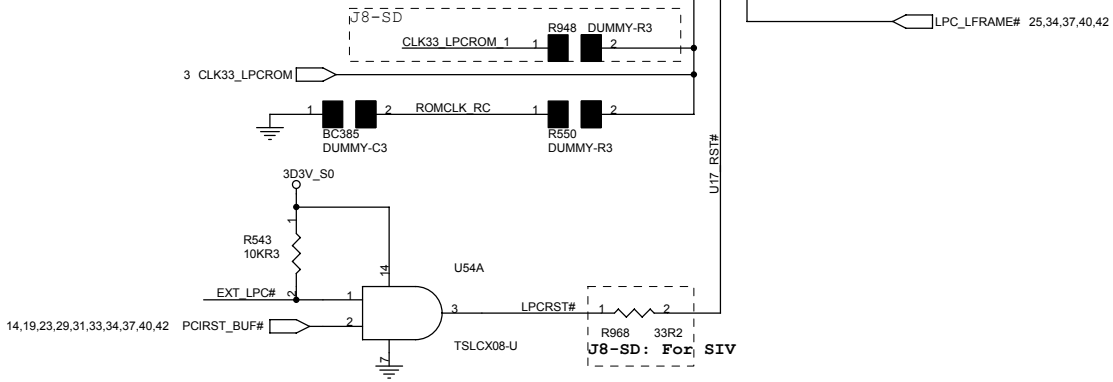 J8-SD
R948 DUMMY-R3
CLK33_LPCROM_1 1 2
LPC_LFRAME# 25,34,37,40,42
3 CLK33_LPCROM
1 2 ROMCLK_RC 1 2
BC385
DUMMY-C3
R550
DUMMY-R3
U17_RST#
3D3V_S0
1
R543
10KR3
2
14
U54A
EXT_LPC# 1
3 LPCRST# 1 2
14,19,23,29,31,33,34,37,40,42 PCIRST_BUF# 2
R968 33R2
TSLCX08-U
J8-SD: For SIV
7